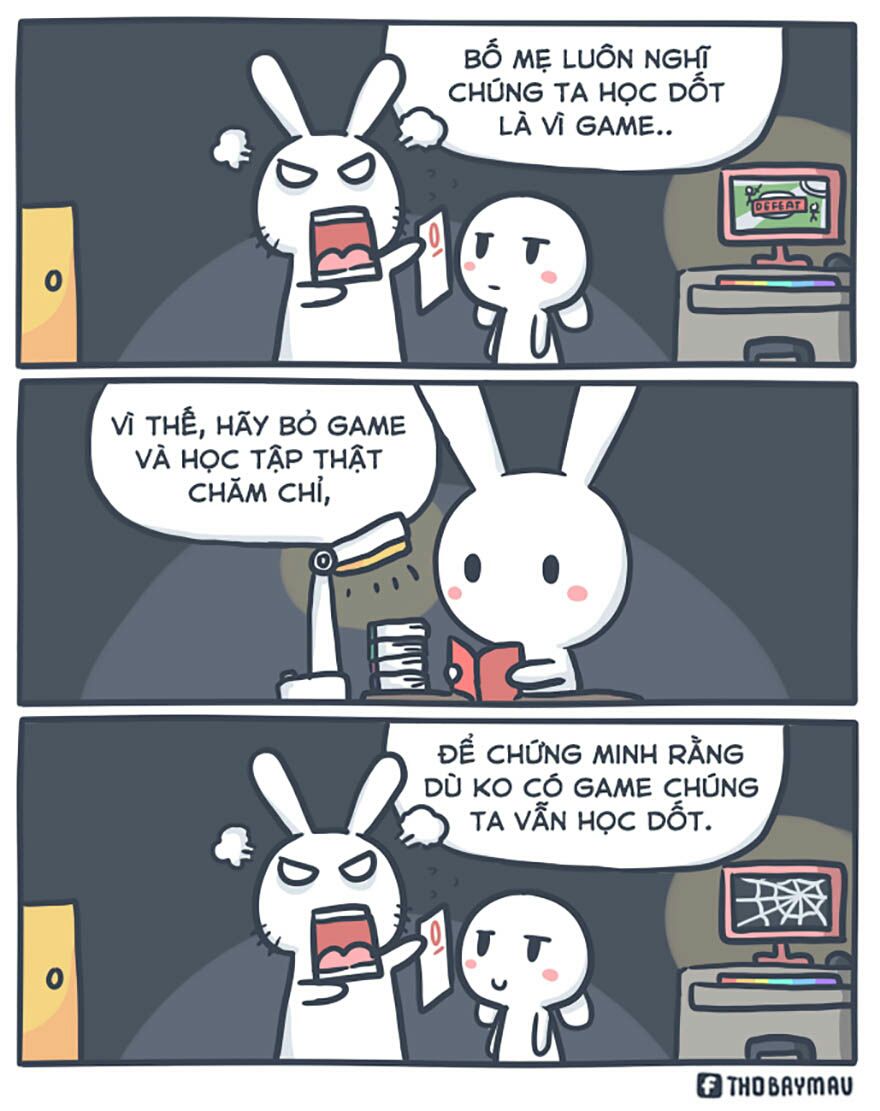 BỐ MẸ LUÔN NGHĨ
CHÚNG TA HỌC DỐT
LÀ VÌ GAME..
0
DEFEAT
VÌ THẾ, HÃY BỎ GAME
VÀ HỌC TẬP THẬT
CHĂM CHỈ,
ĐỂ CHỨNG MINH RẰNG
DÙ KO CÓ GAME CHÚNG
TA VẪN HỌC DỐT.
0
f THOBAYMAU